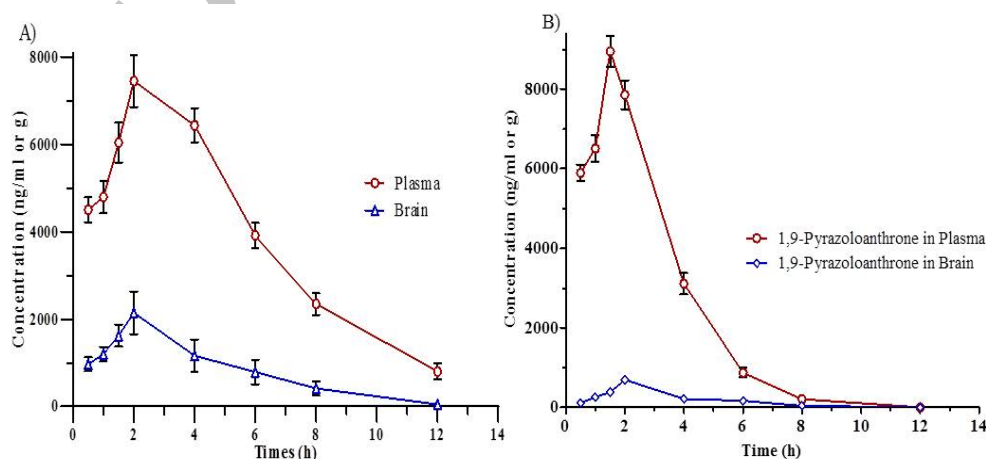 A)
8000
6000
4000
2000
0
Concentration (ng/ml or g)
Plasma
Brain
0 2 4 6 8 10 12 14
Times (h)
B)
8000
6000
4000
2000
0
Concentration (ng/ml or g)
1,9-Pyrazoloanthrone in Plasma
1,9-Pyrazoloanthrone in Brain
0 2 4 6 8 10 12 14
Time (h)